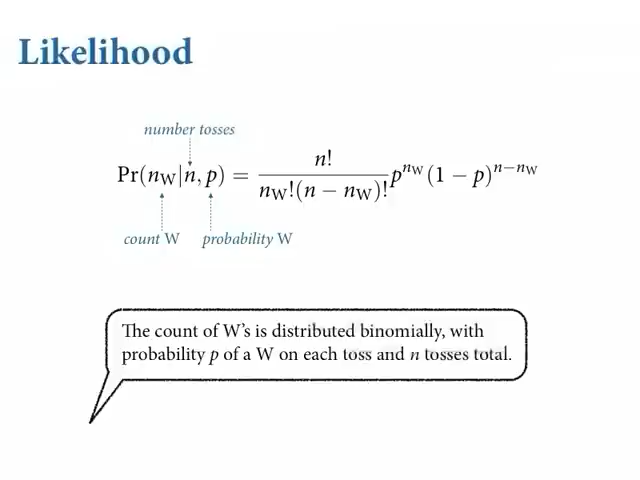 Likelihood
number tosses
Pr(n_W|n, p) = \frac{n!}{n_W!(n − n_W)!} p^{n_W} (1 − p)^{n−n_W}
count W probability W
The count of W’s is distributed binomially, with
probability p of a W on each toss and n tosses total.